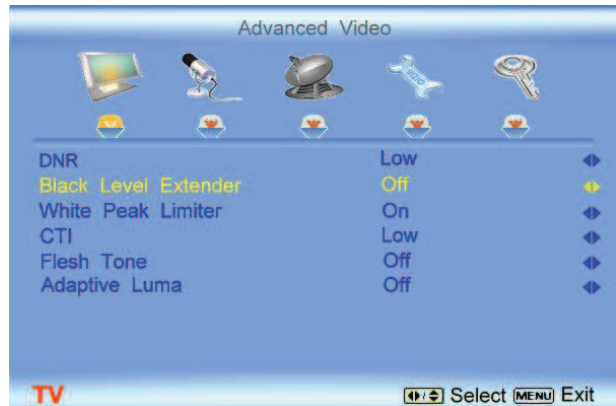 Advanced Video
DNR Low
Black Level Extender Off
White Peak Limiter On
CTI Low
Flesh Tone Off
Adaptive Luma Off
TV Select MENU Exit